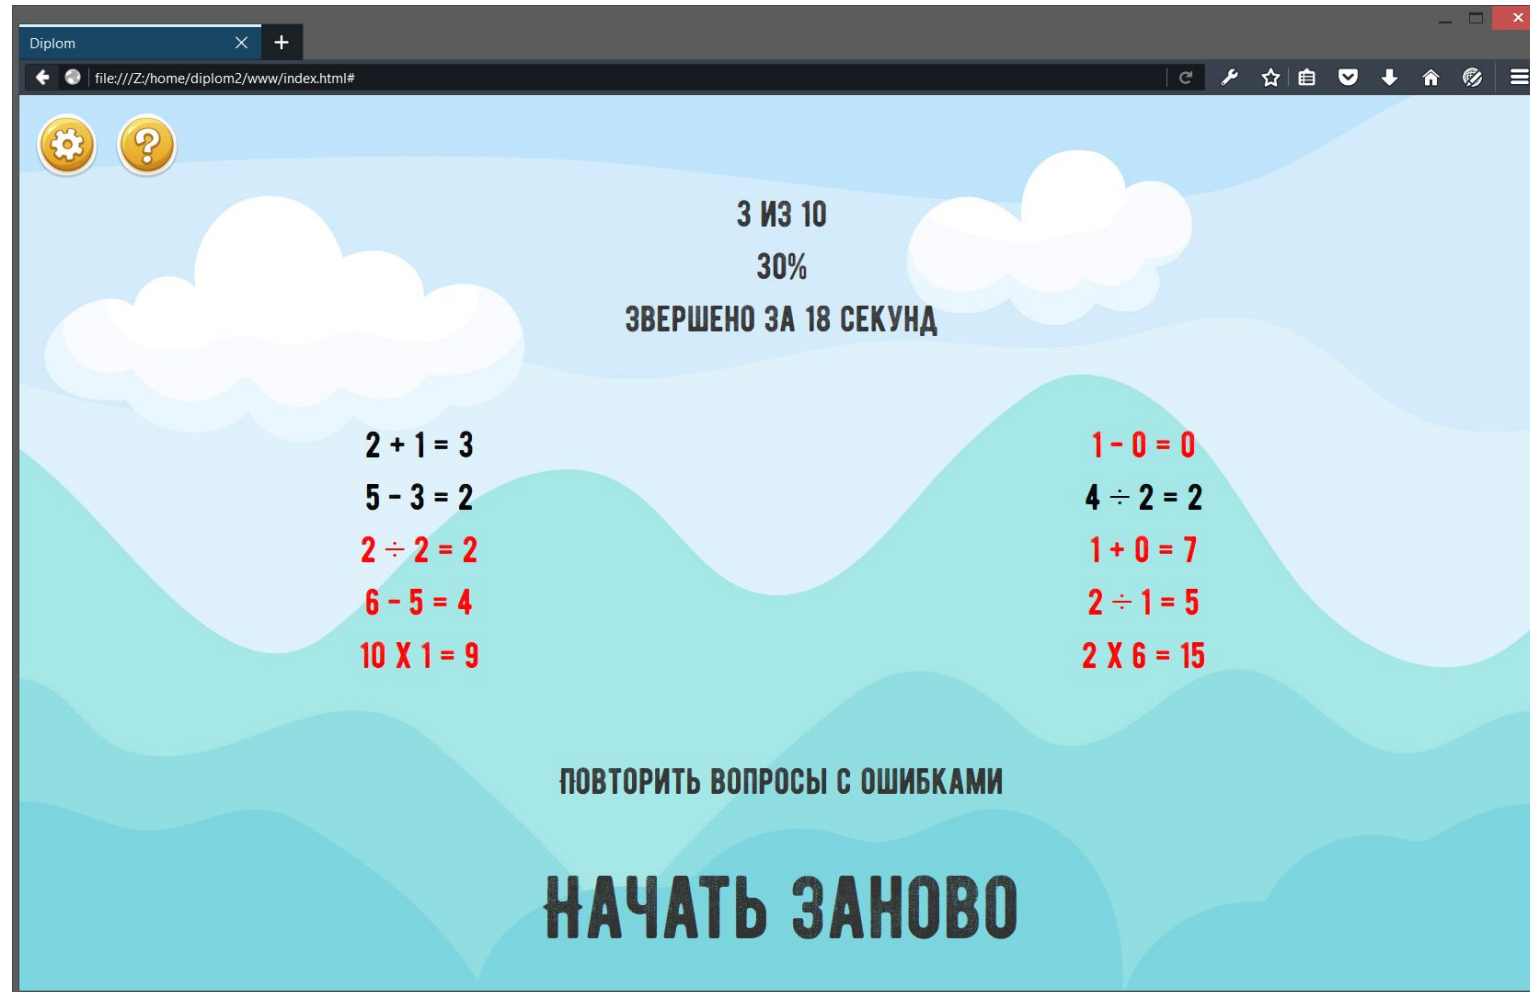 Diplom
file:///Z:/home/diplom2/www/index.html#
3 ИЗ 10
30%
ЗВЕРШЕНО ЗА 18 СЕКУНД
2 + 1 = 3
5 - 3 = 2
2 ÷ 2 = 2
6 - 5 = 4
10 X 1 = 9
1 - 0 = 0
4 ÷ 2 = 2
1 + 0 = 7
2 ÷ 1 = 5
2 X 6 = 15
ПОВТОРИТЬ ВОПРОСЫ С ОШИБКАМИ
НАЧАТЬ ЗАНОВО